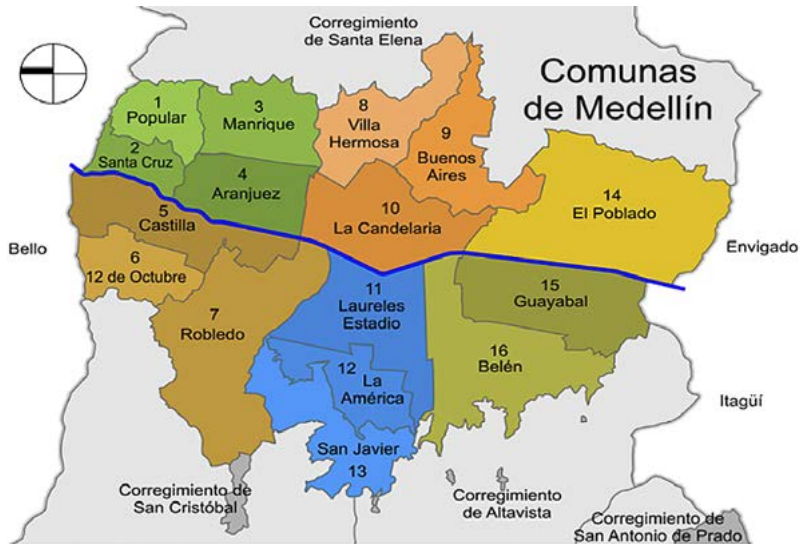 Corregimiento
de Santa Elena
Comunas
de Medellín
1
Popular
3
Manrique
8
Villa
Hermosa
9
Buenos
Aires
2
Santa Cruz
4
Aranjuez
14
El Poblado
5
Castilla
10
La Candelaria
Bello
6
12 de Octubre
Envigado
7
Robledo
11
Laureles
Estadio
15
Guayabal
16
Belén
12
La
América
Itagüí
San Javier
13
Corregimiento de
San Cristóbal
Corregimiento
de Altavista
Corregimiento de
San Antonio de Prado